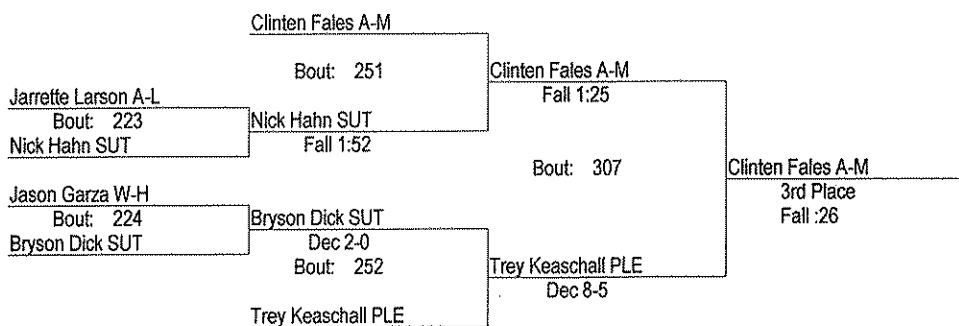 Clinten Fales A-M
Bout: 251
Clinten Fales A-M
Fall 1:25
Jarrette Larson A-L
Bout: 223
Nick Hahn SUT
Nick Hahn SUT
Fall 1:52
Bout: 307
Clinten Fales A-M
3rd Place
Fall :26
Jason Garza W-H
Bout: 224
Bryson Dick SUT
Bryson Dick SUT
Dec 2-0
Bout: 252
Trey Keaschall PLE
Dec 8-5
Trey Keaschall PLE